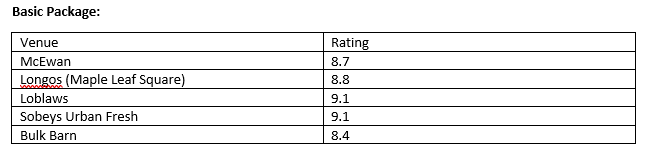 Basic Package:
Venue Rating
McEwan 8.7
Longos (Maple Leaf Square) 8.8
Loblaws 9.1
Sobeys Urban Fresh 9.1
Bulk Barn 8.4